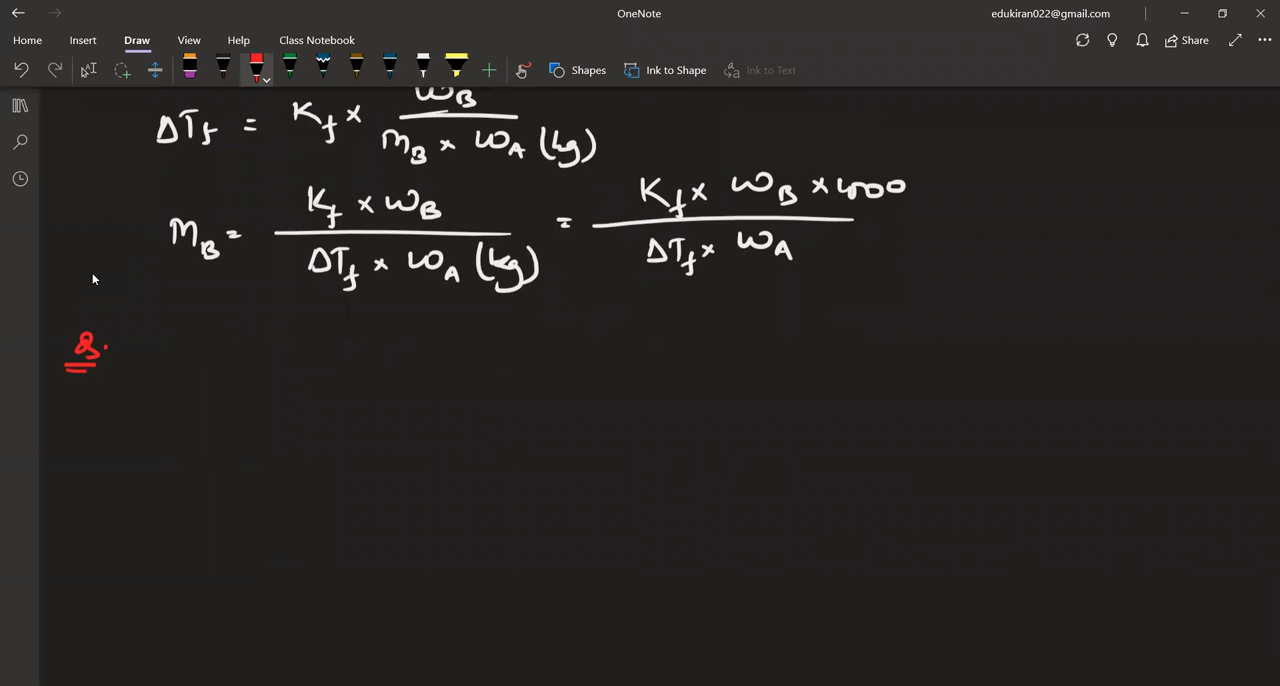 OneNote
edukiran022@gmail.com
Home Insert Draw View Help Class Notebook Share
Shapes Ink to Shape Ink to Text
ΔTf = Kf × WB / mB × WA (kg)
mB = Kf × WB / ΔTf × WA (kg) = Kf × WB × 1000 / ΔTf × WA
Q.